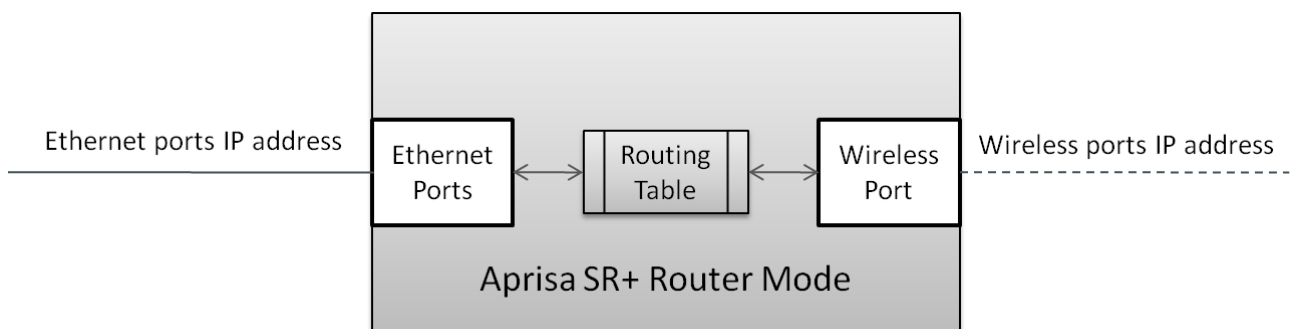 Ethernet ports IP address
Ethernet
Ports
Routing
Table
Wireless
Port
Wireless ports IP address
Aprisa SR+ Router Mode